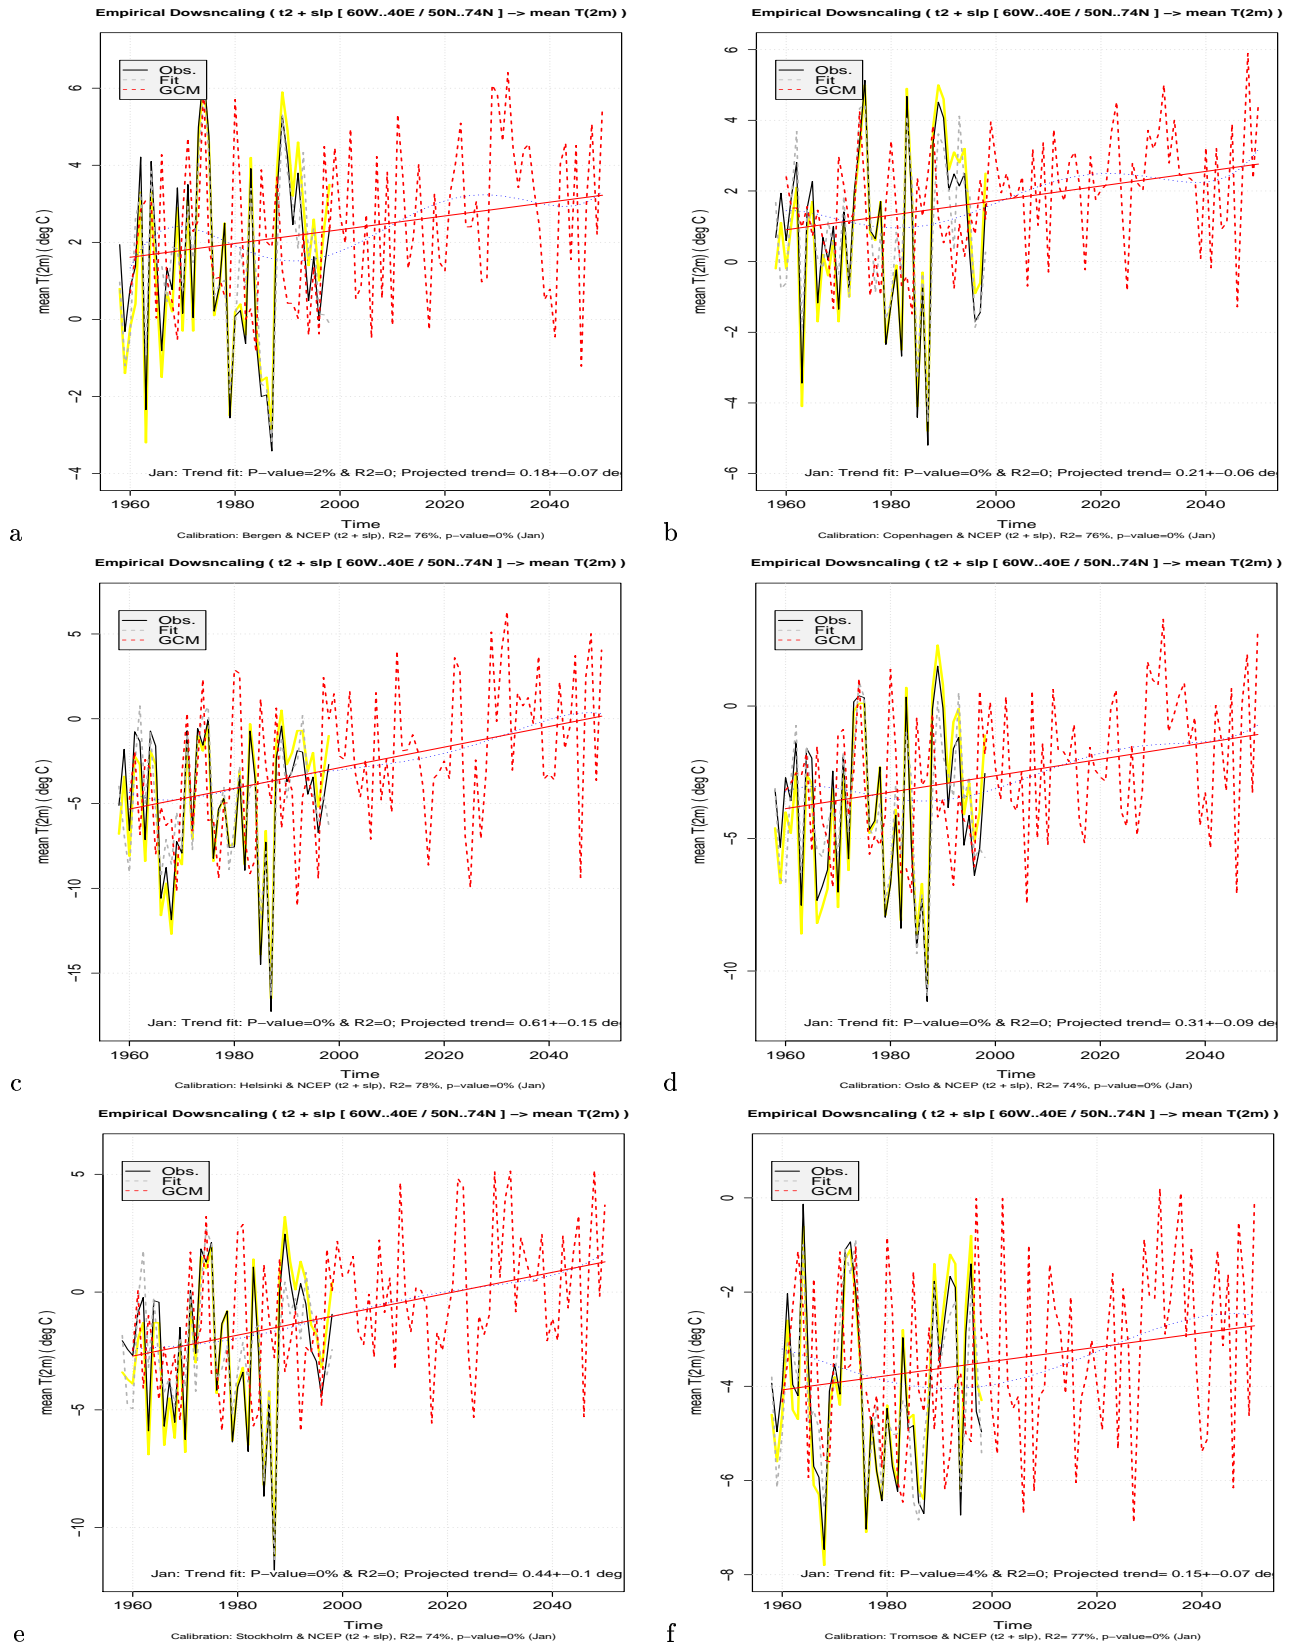 Empirical Downsncaling ( t2 + slp [ 60W..40E / 50N..74N ] −> mean T(2m) )
Obs.
Fit
GCM
mean T(2m) ( deg C )
6
4
2
0
−2
−4
Jan: Trend fit: P−value=2% & R2=0; Projected trend= 0.18+−0.07 deg
1960 1980 2000 2020 2040
Time
Calibration: Bergen & NCEP (t2 + slp), R2= 76%, p−value=0% (Jan)
a
Empirical Downsncaling ( t2 + slp [ 60W..40E / 50N..74N ] −> mean T(2m) )
Obs.
Fit
GCM
mean T(2m) ( deg C )
6
4
2
0
−2
−4
−6
Jan: Trend fit: P−value=0% & R2=0; Projected trend= 0.21+−0.06 deg
1960 1980 2000 2020 2040
Time
Calibration: Copenhagen & NCEP (t2 + slp), R2= 76%, p−value=0% (Jan)
b
Empirical Downsncaling ( t2 + slp [ 60W..40E / 50N..74N ] −> mean T(2m) )
Obs.
Fit
GCM
mean T(2m) ( deg C )
5
0
−5
−10
−15
Jan: Trend fit: P−value=0% & R2=0; Projected trend= 0.61+−0.15 deg
1960 1980 2000 2020 2040
Time
Calibration: Helsinki & NCEP (t2 + slp), R2= 78%, p−value=0% (Jan)
c
Empirical Downsncaling ( t2 + slp [ 60W..40E / 50N..74N ] −> mean T(2m) )
Obs.
Fit
GCM
mean T(2m) ( deg C )
0
−5
−10
Jan: Trend fit: P−value=0% & R2=0; Projected trend= 0.31+−0.09 deg
1960 1980 2000 2020 2040
Time
Calibration: Oslo & NCEP (t2 + slp), R2= 74%, p−value=0% (Jan)
d
Empirical Downsncaling ( t2 + slp [ 60W..40E / 50N..74N ] −> mean T(2m) )
Obs.
Fit
GCM
mean T(2m) ( deg C )
5
0
−5
−10
Jan: Trend fit: P−value=0% & R2=0; Projected trend= 0.44+−0.1 deg
1960 1980 2000 2020 2040
Time
Calibration: Stockholm & NCEP (t2 + slp), R2= 74%, p−value=0% (Jan)
e
Empirical Downsncaling ( t2 + slp [ 60W..40E / 50N..74N ] −> mean T(2m) )
Obs.
Fit
GCM
mean T(2m) ( deg C )
0
−2
−4
−6
−8
Jan: Trend fit: P−value=4% & R2=0; Projected trend= 0.15+−0.07 deg
1960 1980 2000 2020 2040
Time
Calibration: Tromsoe & NCEP (t2 + slp), R2= 77%, p−value=0% (Jan)
f